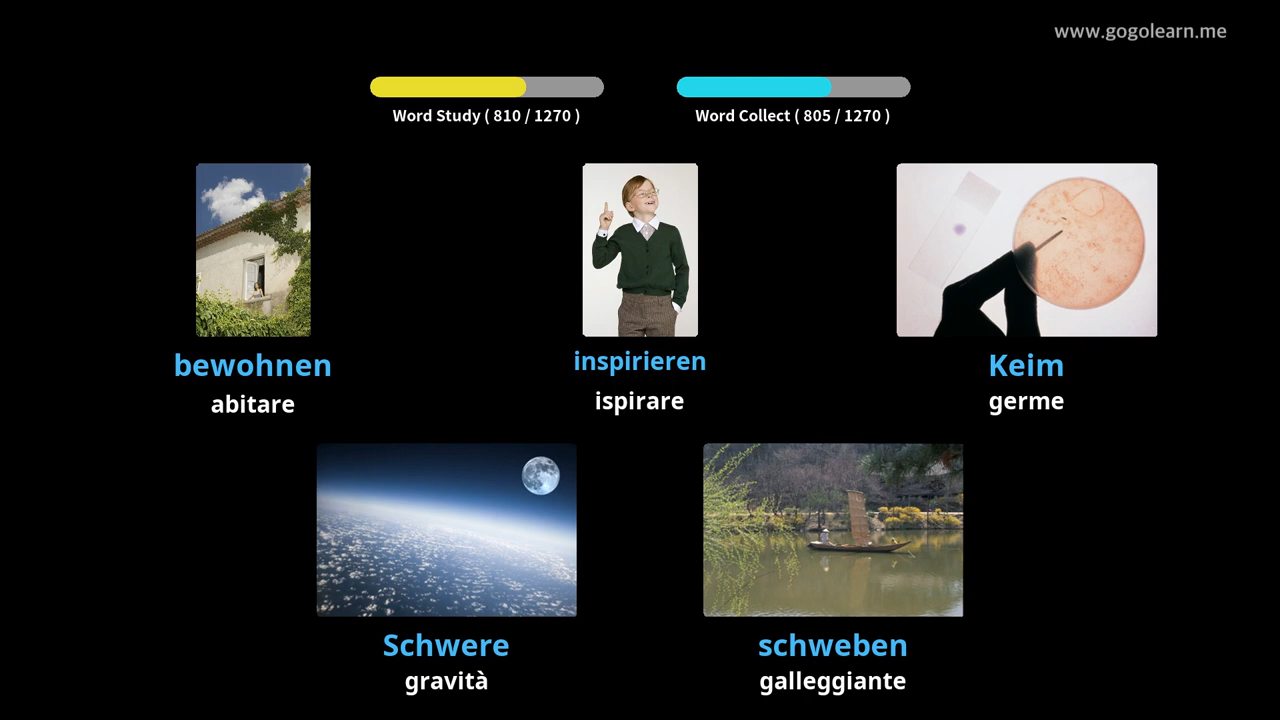 www.gogolearn.me
Word Study ( 810 / 1270 )
Word Collect ( 805 / 1270 )
bewohnen
abitare
inspirieren
ispirare
Keim
germe
Schwere
gravità
schweben
galleggiante